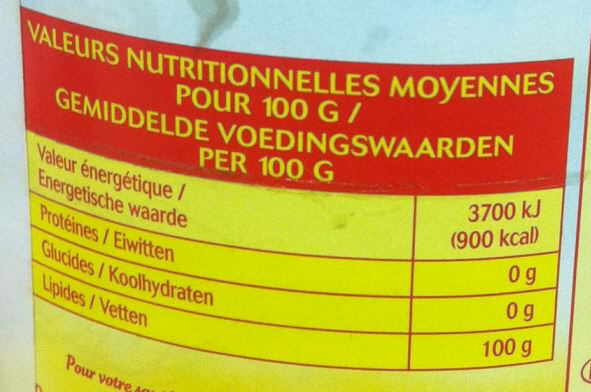 VALEURS NUTRITIONNELLES MOYENNES
POUR 100 G /
GEMIDDELDE VOEDINGSWAARDEN
PER 100 G
Valeur énergétique /
Energetische waarde
3700 kJ
(900 kcal)
Protéines / Eiwitten
0 g
Glucides / Koolhydraten
0 g
Lipides / Vetten
100 g
Pour votre